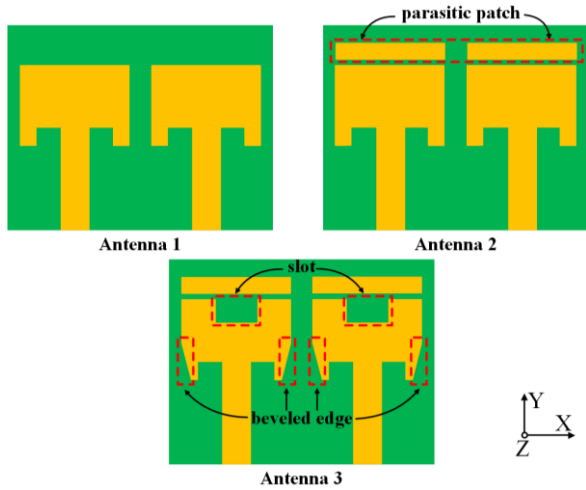 parasitic patch
Antenna 1
Antenna 2
slot
beveled edge
Y
X
Z
Antenna 3